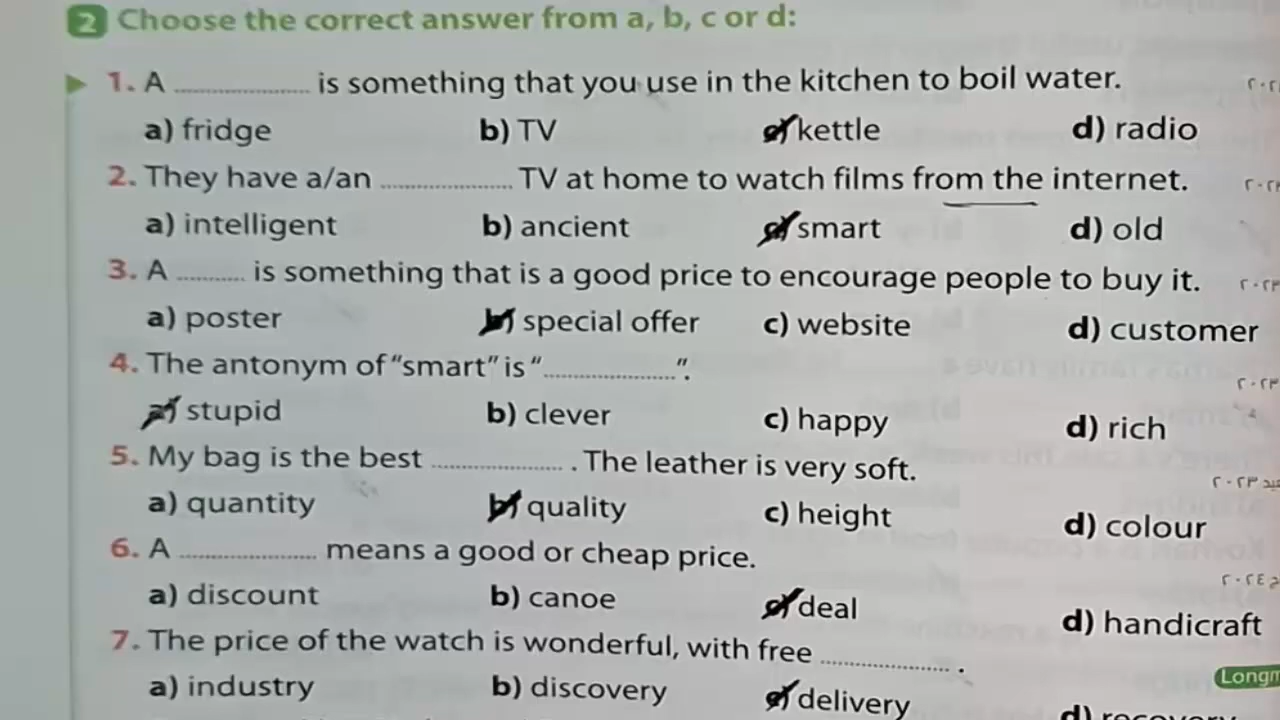 2 Choose the correct answer from a, b, c or d:
1. A .................... is something that you use in the kitchen to boil water.
a) fridge b) TV c) kettle d) radio
2. They have a/an .................... TV at home to watch films from the internet.
a) intelligent b) ancient c) smart d) old
3. A .......... is something that is a good price to encourage people to buy it. ٢٠٢٣
a) poster b) special offer c) website d) customer
4. The antonym of "smart" is "....................".
٢٠٢٣
a) stupid b) clever c) happy d) rich
5. My bag is the best .................... . The leather is very soft.
٢٠٢٣
a) quantity b) quality c) height d) colour
6. A .................... means a good or cheap price.
٢٠٢٤
a) discount b) canoe c) deal d) handicraft
7. The price of the watch is wonderful, with free .................... .
a) industry b) discovery c) delivery d) recovery